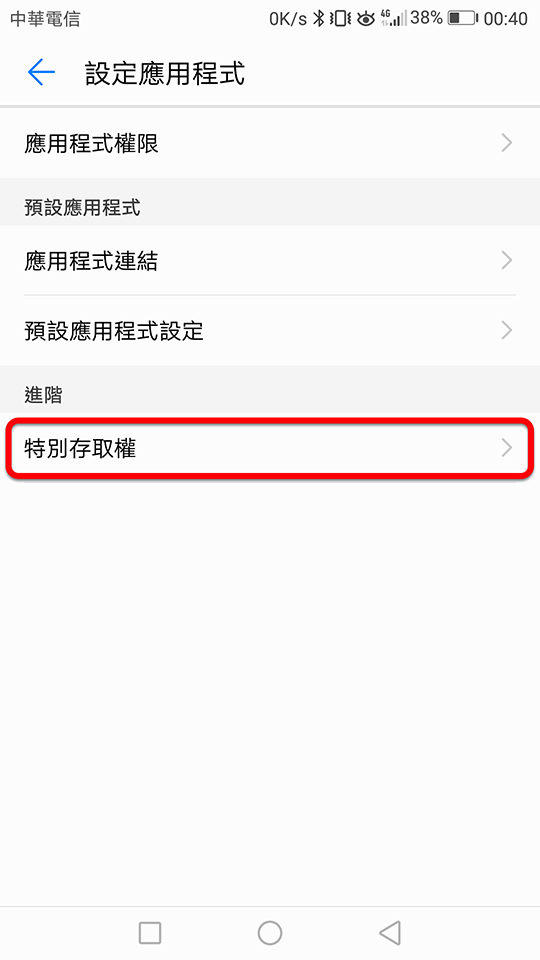 中華電信 0K/s 4G 38% 00:40
設定應用程式
應用程式權限
預設應用程式
應用程式連結
預設應用程式設定
進階
特別存取權